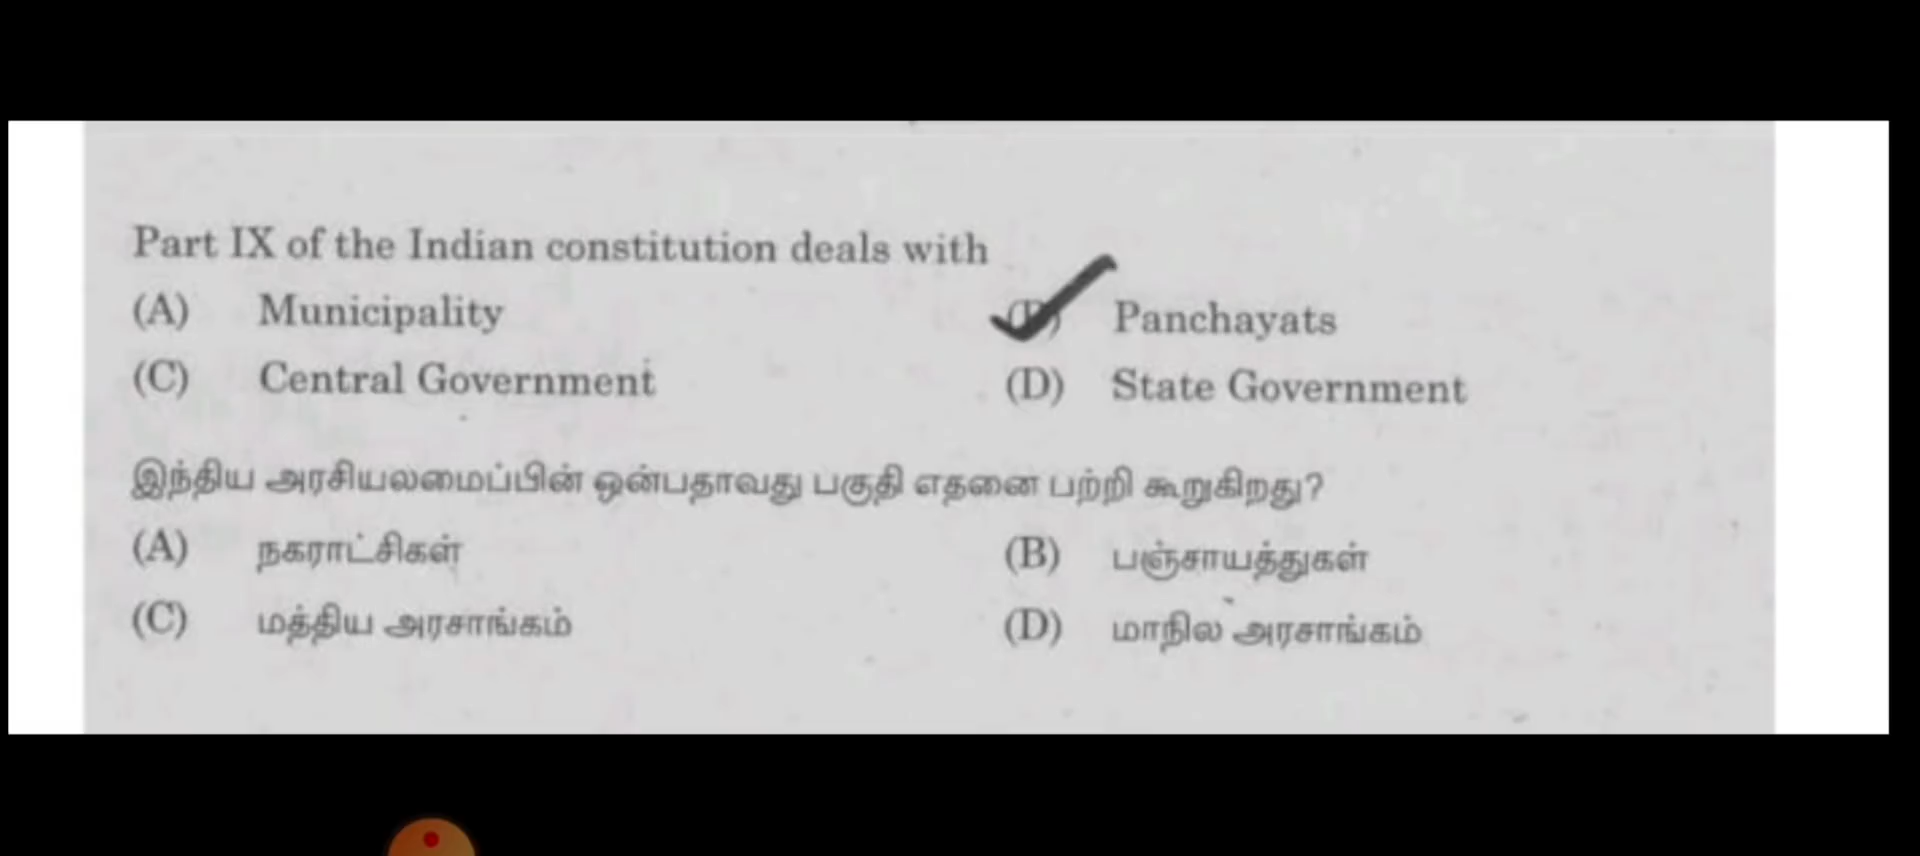 Part IX of the Indian constitution deals with
(A) Municipality (B) Panchayats
(C) Central Government (D) State Government
இந்திய அரசியலமைப்பின் ஒன்பதாவது பகுதி எதனை பற்றி கூறுகிறது?
(A) நகராட்சிகள் (B) பஞ்சாயத்துகள்
(C) மத்திய அரசாங்கம் (D) மாநில அரசாங்கம்